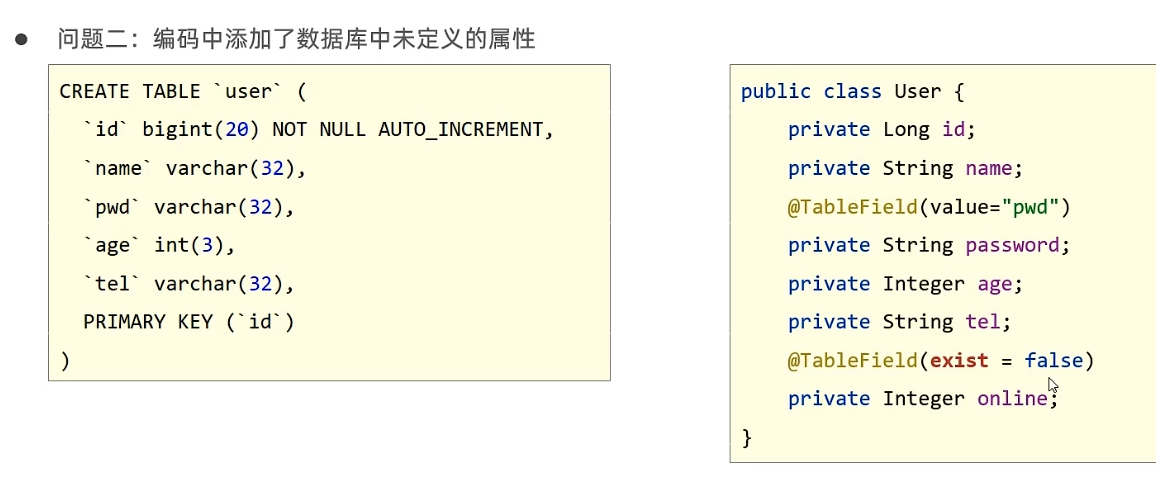 ● 问题二：编码中添加了数据库中未定义的属性
CREATE TABLE `user` (
`id` bigint(20) NOT NULL AUTO_INCREMENT,
`name` varchar(32),
`pwd` varchar(32),
`age` int(3),
`tel` varchar(32),
PRIMARY KEY (`id`)
)
public class User {
private Long id;
private String name;
@TableField(value="pwd")
private String password;
private Integer age;
private String tel;
@TableField(exist = false)
private Integer online;
}